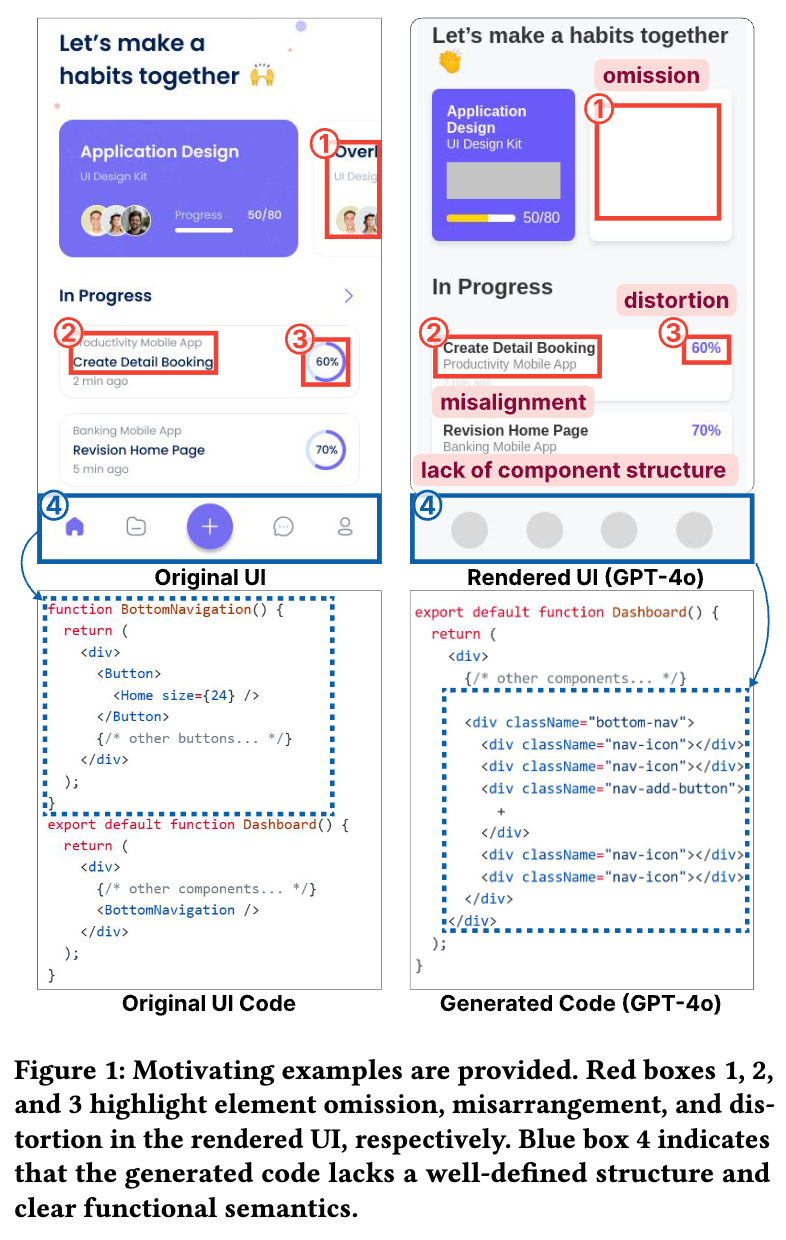 Let's make a
habits together 🙌
Application Design
UI Design Kit
Progress 50/80
① Overl
UI Desig
In Progress
②
Productivity Mobile App
Create Detail Booking
2 min ago
③
60%
Banking Mobile App
Revision Home Page
5 min ago
70%
④
+
Original UI
Let's make a habits together
👏
omission
①
Application
Design
UI Design Kit
50/80
In Progress
distortion
②
③
Create Detail Booking
Productivity Mobile App
2 min ago
60%
misalignment
Revision Home Page
Banking Mobile App
70%
lack of component structure
④
Rendered UI (GPT-4o)
function BottomNavigation() {
return (
<div>
<Button>
<Home size={24} />
</Button>
{/* other buttons... */}
</div>
);
}
export default function Dashboard() {
return (
<div>
{/* other components... */}
<BottomNavigation />
</div>
);
}
Original UI Code
export default function Dashboard() {
return (
<div>
{/* other components... */}
<div className="bottom-nav">
<div className="nav-icon"></div>
<div className="nav-icon"></div>
<div className="nav-add-button">
+
</div>
<div className="nav-icon"></div>
<div className="nav-icon"></div>
</div>
</div>
);
}
Generated Code (GPT-4o)
Figure 1: Motivating examples are provided. Red boxes 1, 2,
and 3 highlight element omission, misarrangement, and dis-
tortion in the rendered UI, respectively. Blue box 4 indicates
that the generated code lacks a well-defined structure and
clear functional semantics.